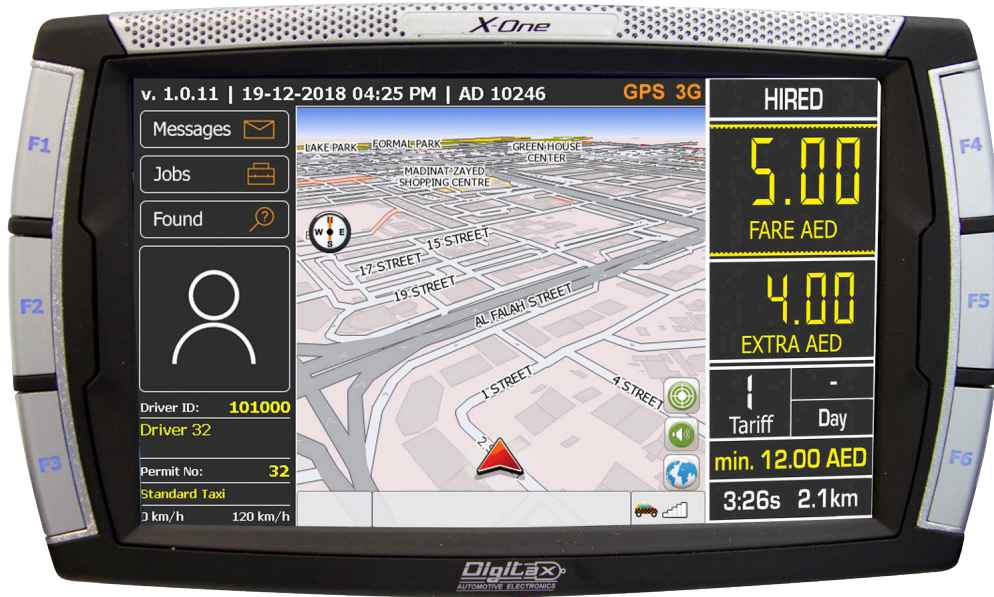 X-One
v. 1.0.11 | 19-12-2018 04:25 PM | AD 10246
GPS 3G
HIRED
F1
F2
F3
Messages
Jobs
Found
Driver ID: 101000
Driver 32
Permit No: 32
Standard Taxi
0 km/h 120 km/h
LAKE PARK
FORMAL PARK
GREEN HOUSE
CENTER
MADINAT ZAYED
SHOPPING CENTRE
N
W E
S
15 STREET
17 STREET
19 STREET
AL FALAH STREET
1 STREET
4 STREET
5.00
FARE AED
4.00
EXTRA AED
1
Tariff
-
Day
min. 12.00 AED
3:26s 2.1km
F4
F5
F6
Digitax
AUTOMOTIVE ELECTRONICS